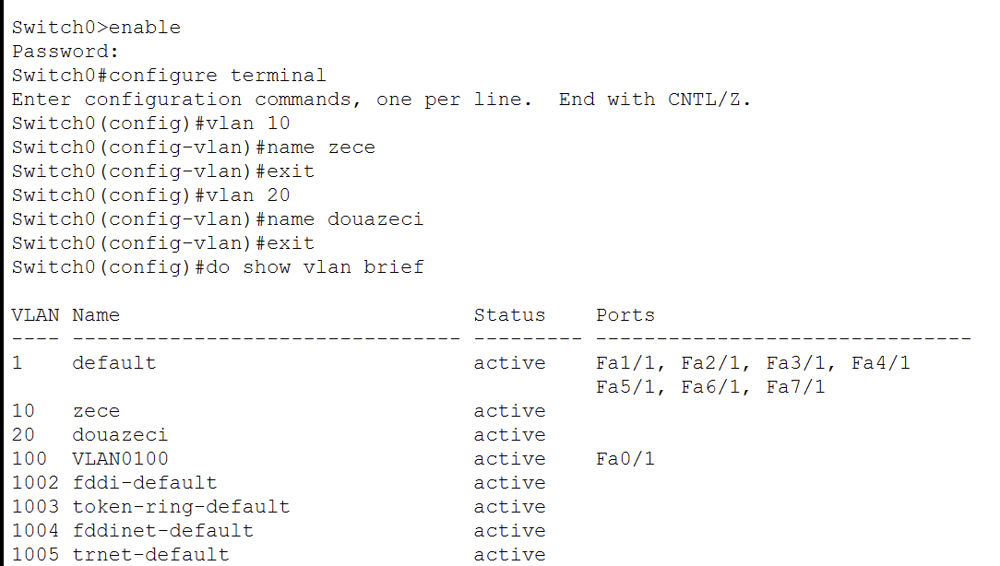 Switch0>enable
Password:
Switch0#configure terminal
Enter configuration commands, one per line.  End with CNTL/Z.
Switch0(config)#vlan 10
Switch0(config-vlan)#name zece
Switch0(config-vlan)#exit
Switch0(config)#vlan 20
Switch0(config-vlan)#name douazeci
Switch0(config-vlan)#exit
Switch0(config)#do show vlan brief

VLAN Name                             Status    Ports
---- -------------------------------- --------- -------------------------------
1    default                          active    Fa1/1, Fa2/1, Fa3/1, Fa4/1
                                                Fa5/1, Fa6/1, Fa7/1
10   zece                             active
20   douazeci                         active
100  VLAN0100                         active    Fa0/1
1002 fddi-default                     active
1003 token-ring-default               active
1004 fddinet-default                  active
1005 trnet-default                    active